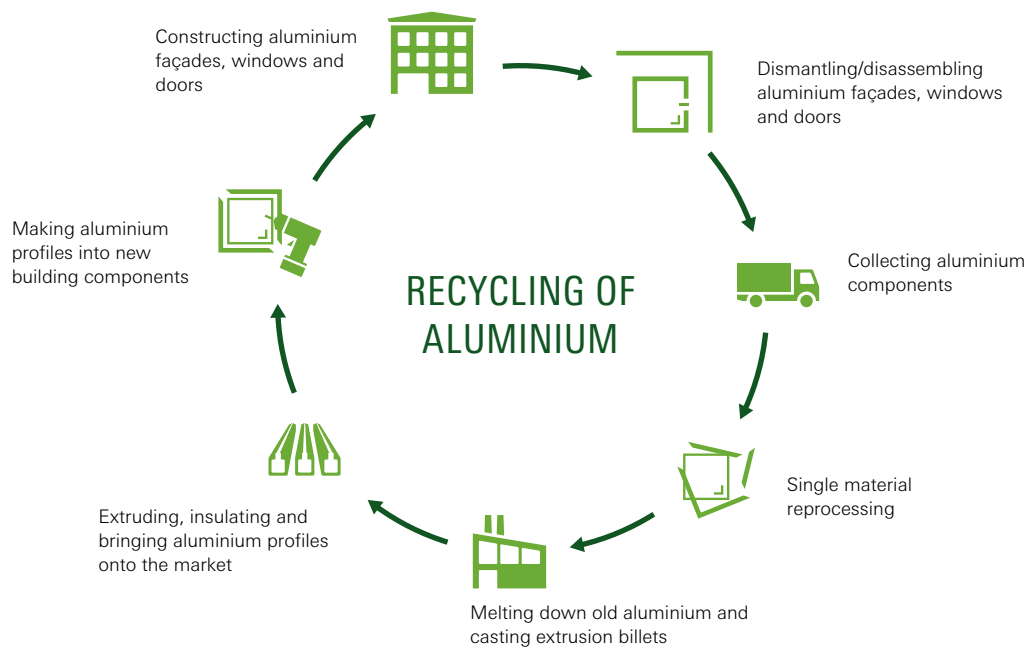 Constructing aluminium
façades, windows and
doors
Dismantling/disassembling
aluminium façades, windows
and doors
Making aluminium
profiles into new
building components
Collecting aluminium
components
RECYCLING OF
ALUMINIUM
Single material
reprocessing
Extruding, insulating and
bringing aluminium profiles
onto the market
Melting down old aluminium and
casting extrusion billets